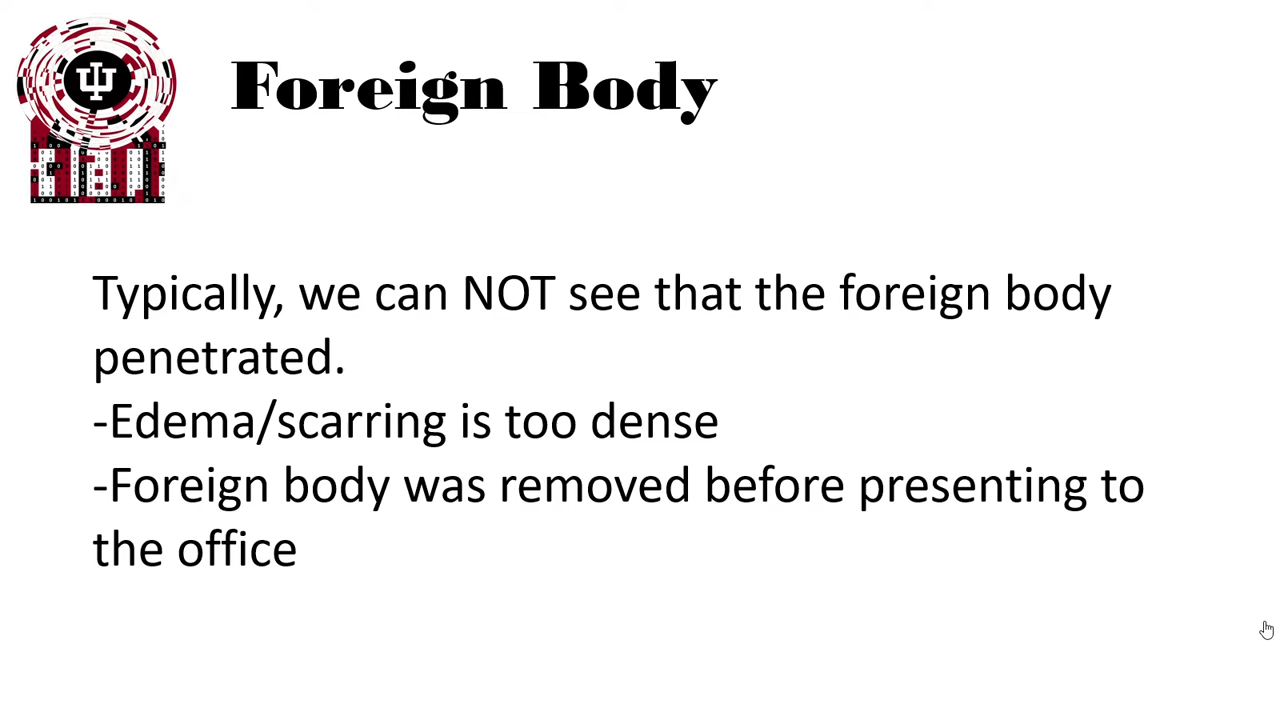 Foreign Body
Typically, we can NOT see that the foreign body
penetrated.
-Edema/scarring is too dense
-Foreign body was removed before presenting to
the office